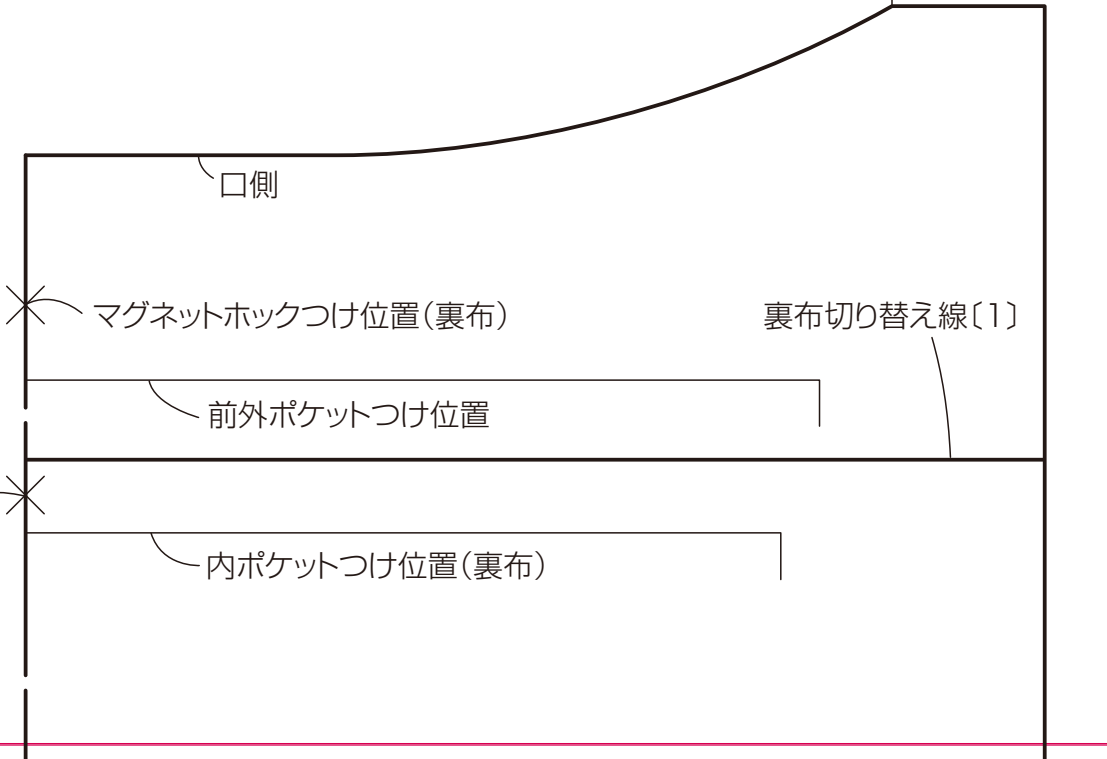 口側
マグネットホックつけ位置(裏布)
裏布切り替え線〔1〕
前外ポケットつけ位置
内ポケットつけ位置(裏布)